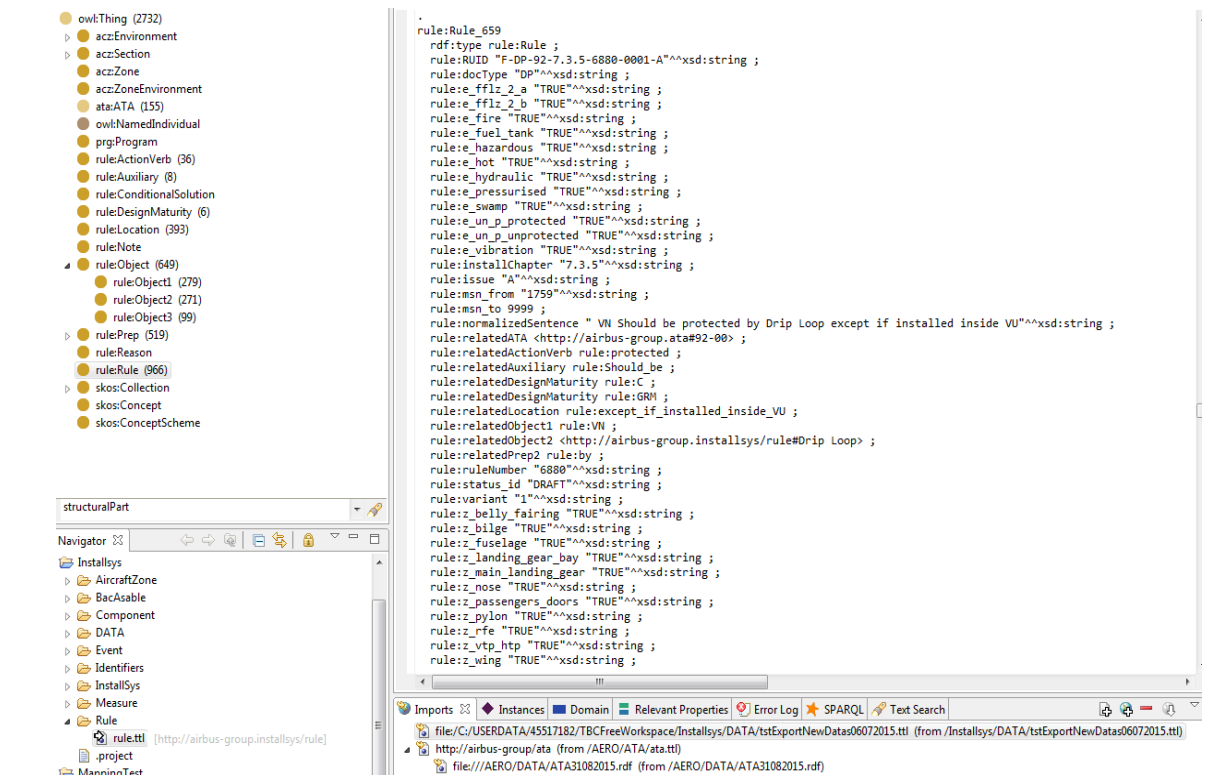 owl:Thing (2732)
acz:Environment
acz:Section
acz:Zone
acz:ZoneEnvironment
ata:ATA (155)
owl:NamedIndividual
prg:Program
rule:ActionVerb (36)
rule:Auxiliary (8)
rule:ConditionalSolution
rule:DesignMaturity (6)
rule:Location (393)
rule:Note
rule:Object (649)
rule:Object1 (279)
rule:Object2 (271)
rule:Object3 (99)
rule:Prep (519)
rule:Reason
rule:Rule (966)
skos:Collection
skos:Concept
skos:ConceptScheme
structuralPart
Navigator
Installsys
AircraftZone
BacAsable
Component
DATA
Event
Identifiers
InstallSys
Measure
Rule
rule.ttl [http://airbus-group.installsys/rule]
.project
MappingTest
.
rule:Rule_659
rdf:type rule:Rule ;
rule:RUID "F-DP-92-7.3.5-6880-0001-A"^^xsd:string ;
rule:docType "DP"^^xsd:string ;
rule:e_fflz_2_a "TRUE"^^xsd:string ;
rule:e_fflz_2_b "TRUE"^^xsd:string ;
rule:e_fire "TRUE"^^xsd:string ;
rule:e_fuel_tank "TRUE"^^xsd:string ;
rule:e_hazardous "TRUE"^^xsd:string ;
rule:e_hot "TRUE"^^xsd:string ;
rule:e_hydraulic "TRUE"^^xsd:string ;
rule:e_pressurised "TRUE"^^xsd:string ;
rule:e_swamp "TRUE"^^xsd:string ;
rule:e_un_p_protected "TRUE"^^xsd:string ;
rule:e_un_p_unprotected "TRUE"^^xsd:string ;
rule:e_vibration "TRUE"^^xsd:string ;
rule:installChapter "7.3.5"^^xsd:string ;
rule:issue "A"^^xsd:string ;
rule:msn_from "1759"^^xsd:string ;
rule:msn_to 9999 ;
rule:normalizedSentence " VN Should be protected by Drip Loop except if installed inside VU"^^xsd:string ;
rule:relatedATA <http://airbus-group.ata#92-00> ;
rule:relatedActionVerb rule:protected ;
rule:relatedAuxiliary rule:Should_be ;
rule:relatedDesignMaturity rule:C ;
rule:relatedDesignMaturity rule:GRM ;
rule:relatedLocation rule:except_if_installed_inside_VU ;
rule:relatedObject1 rule:VN ;
rule:relatedObject2 <http://airbus-group.installsys/rule#Drip Loop> ;
rule:relatedPrep2 rule:by ;
rule:ruleNumber "6880"^^xsd:string ;
rule:status_id "DRAFT"^^xsd:string ;
rule:variant "1"^^xsd:string ;
rule:z_belly_fairing "TRUE"^^xsd:string ;
rule:z_bilge "TRUE"^^xsd:string ;
rule:z_fuselage "TRUE"^^xsd:string ;
rule:z_landing_gear_bay "TRUE"^^xsd:string ;
rule:z_main_landing_gear "TRUE"^^xsd:string ;
rule:z_nose "TRUE"^^xsd:string ;
rule:z_passengers_doors "TRUE"^^xsd:string ;
rule:z_pylon "TRUE"^^xsd:string ;
rule:z_rfe "TRUE"^^xsd:string ;
rule:z_vtp_htp "TRUE"^^xsd:string ;
rule:z_wing "TRUE"^^xsd:string ;
Imports Instances Domain Relevant Properties Error Log SPARQL Text Search
file:/C:/USERDATA/45517182/TBCFreeWorkspace/Installsys/DATA/tstExportNewDatas06072015.ttl (from /Installsys/DATA/tstExportNewDatas06072015.ttl)
http://airbus-group/ata (from /AERO/ATA/ata.ttl)
file:///AERO/DATA/ATA31082015.rdf (from /AERO/DATA/ATA31082015.rdf)